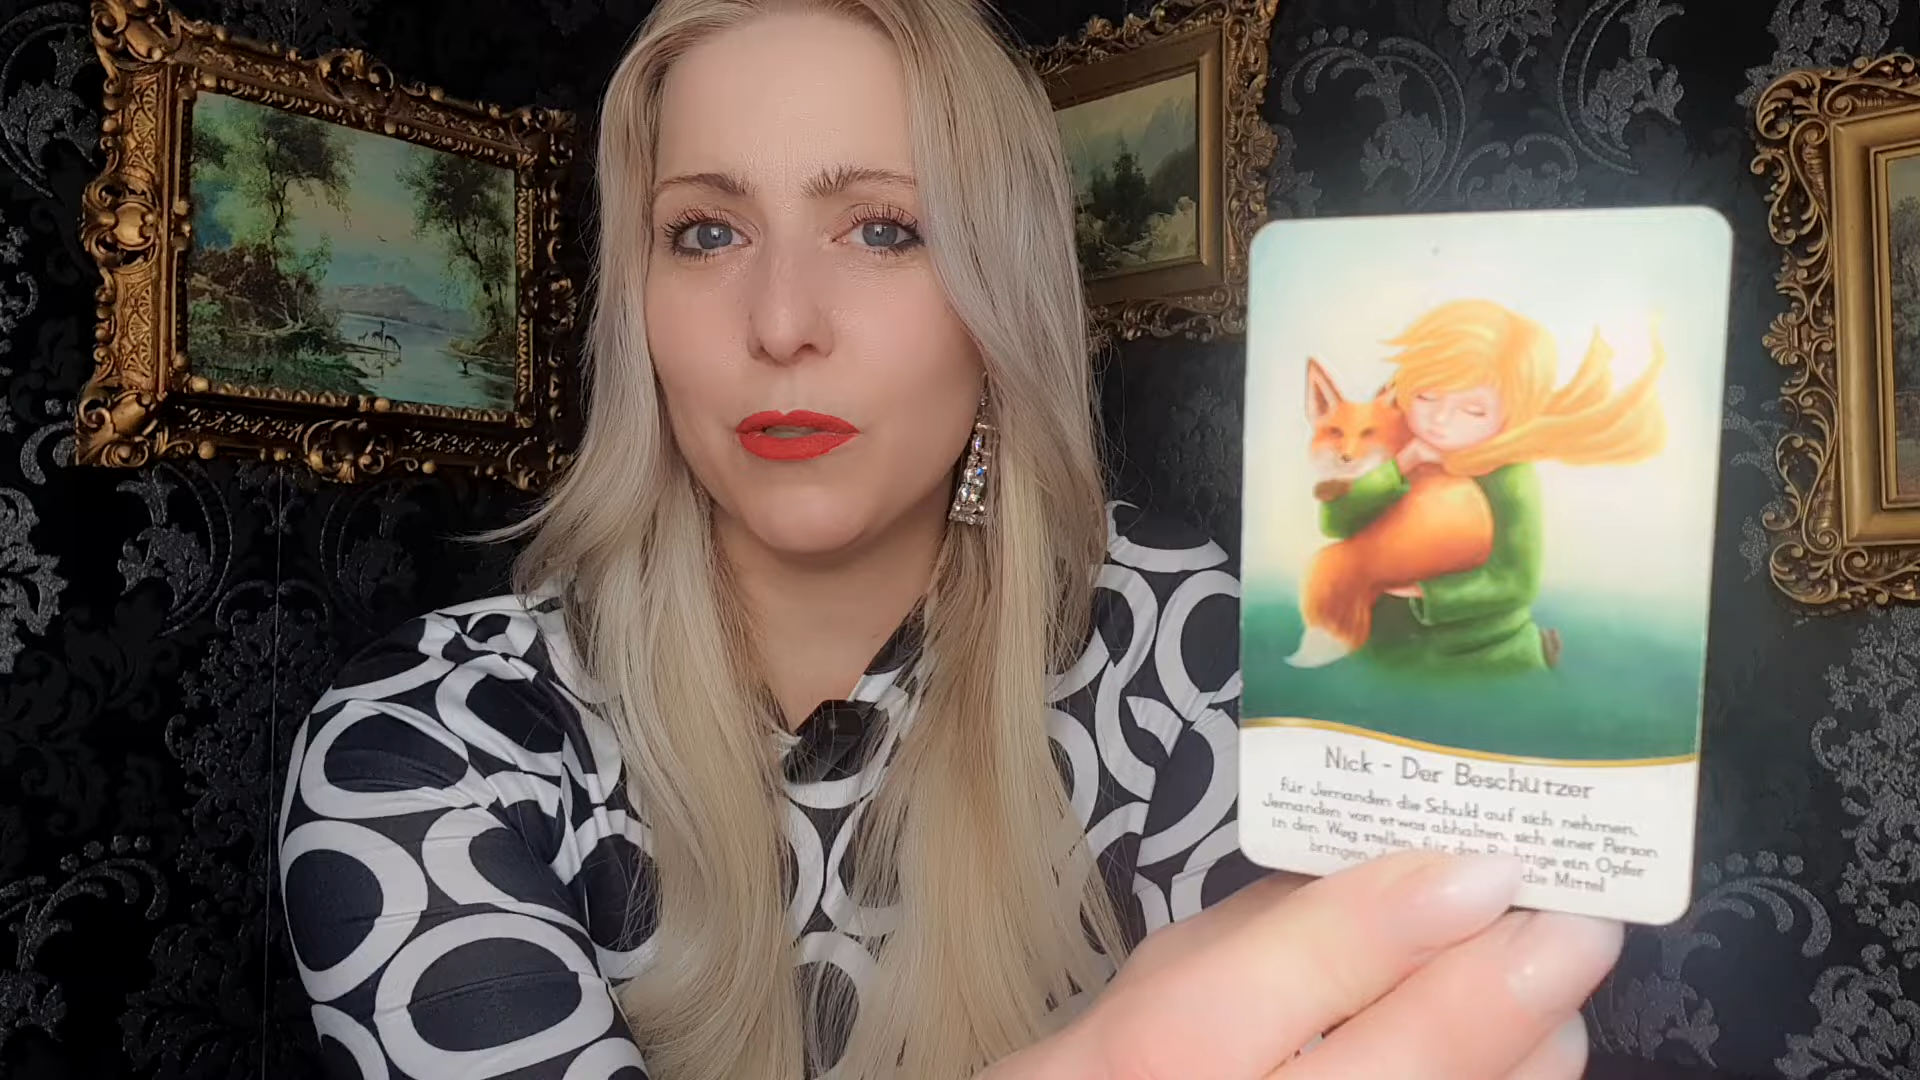 Nick - Der Beschützer
für Jemanden die Schuld auf sich nehmen,
Jemanden von etwas abhalten, sich einer Person
in den Weg stellen, für das Richtige ein Opfer
bringen, die Mittel